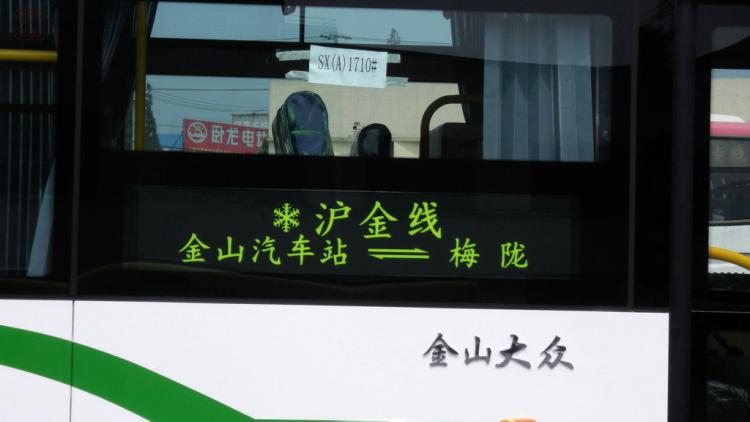 SX(A)1710#
卧龙电动
沪金线
金山汽车站 梅陇
金山大众